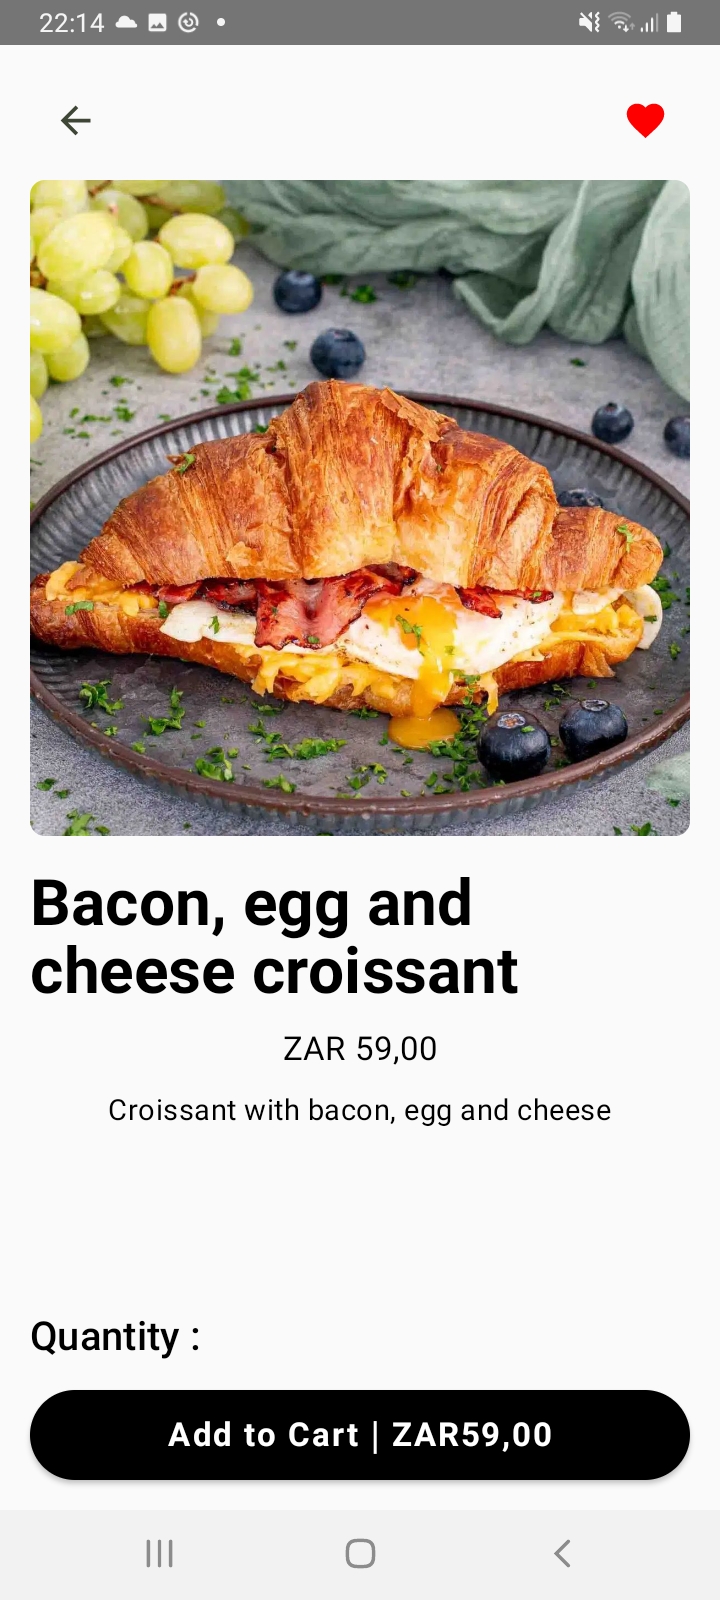 22:14
Bacon, egg and
cheese croissant
ZAR 59,00
Croissant with bacon, egg and cheese
Quantity :
Add to Cart | ZAR59,00